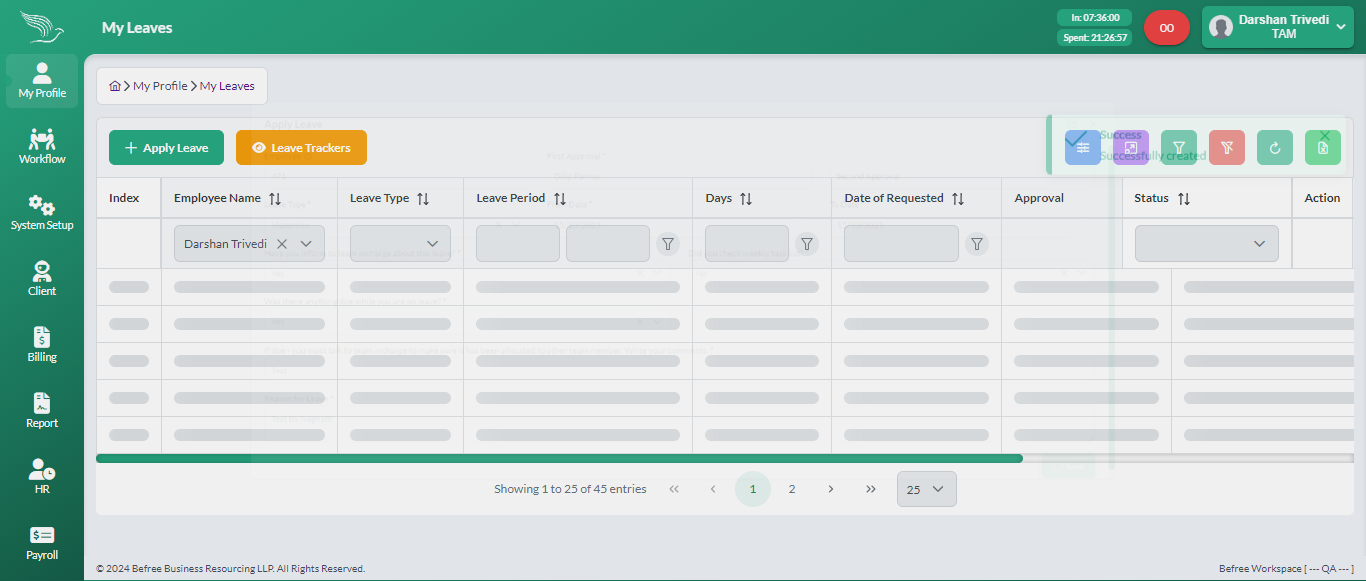 My Leaves
In: 07:36:00
Spent: 21:26:57
00
Darshan Trivedi
TAM
My Profile
Workflow
System Setup
Client
Billing
Report
HR
Payroll
My Profile
My Leaves
Apply Leave
Apply Leave
Leave Trackers
Success
Successfully created
Index
Employee Name
Leave Type
Leave Period
Days
Date of Requested
Approval
Status
Action
Darshan Trivedi
Showing 1 to 25 of 45 entries
1
2
25
© 2024 Befree Business Resourcing LLP. All Rights Reserved.
Befree Workspace [ --- QA --- ]